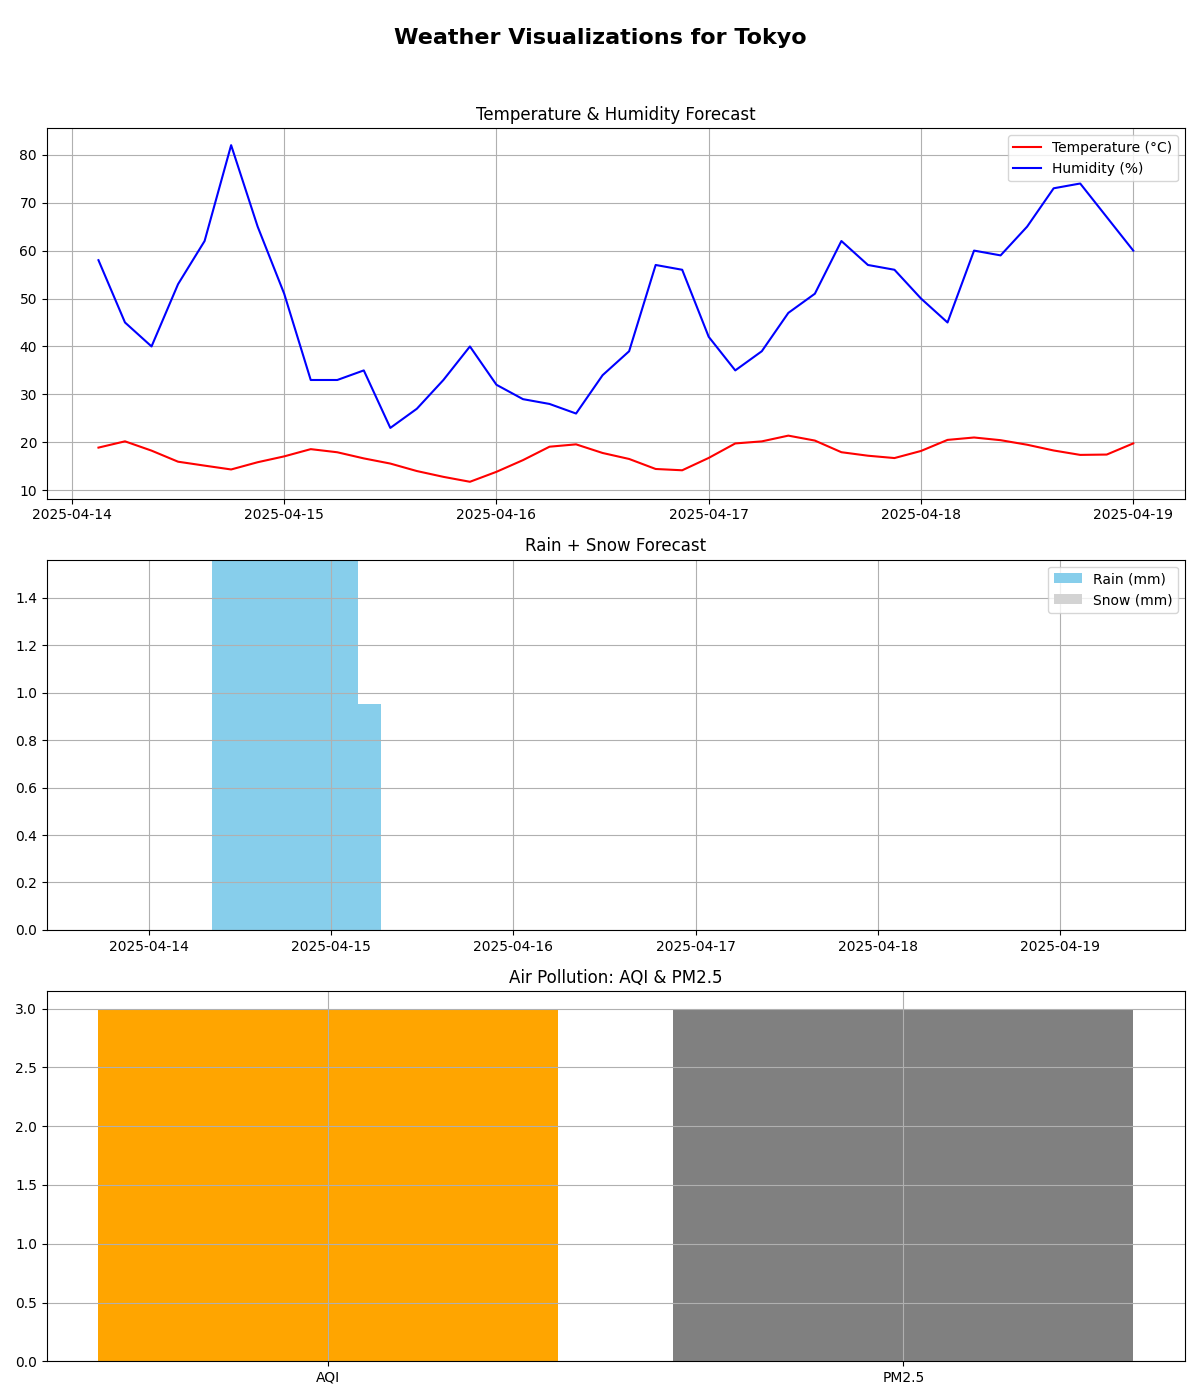 Weather Visualizations for Tokyo
Temperature & Humidity Forecast
Temperature (°C)
Humidity (%)
80
70
60
50
40
30
20
10
2025-04-14 2025-04-15 2025-04-16 2025-04-17 2025-04-18 2025-04-19
Rain + Snow Forecast
Rain (mm)
Snow (mm)
1.4
1.2
1.0
0.8
0.6
0.4
0.2
0.0
2025-04-14 2025-04-15 2025-04-16 2025-04-17 2025-04-18 2025-04-19
Air Pollution: AQI & PM2.5
3.0
2.5
2.0
1.5
1.0
0.5
0.0
AQI PM2.5